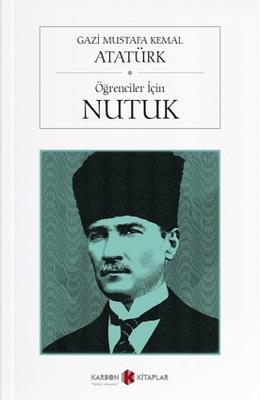 GAZİ MUSTAFA KEMAL
ATATÜRK
Öğrenciler İçin
NUTUK
KARBON KİTAPLAR